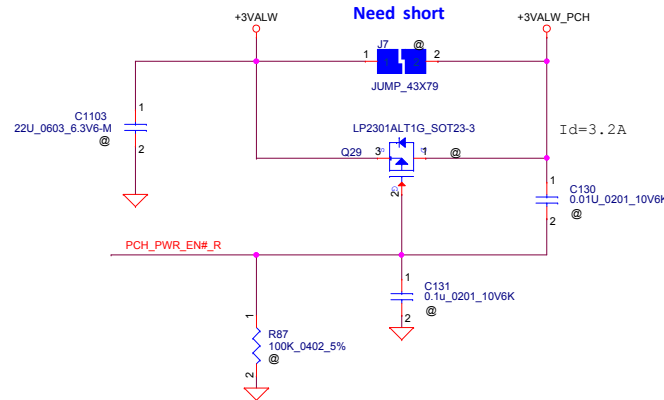 Need short
+3VALW
+3VALW_PCH
J7
@
1
1
2
2
JUMP_43X79
C1103
22U_0603_6.3V6-M
@
1
2
LP2301ALT1G_SOT23-3
Id=3.2A
Q29
3
1
@
2
1
C130
0.01U_0201_10V6K
@
2
PCH_PWR_EN#_R
1
C131
0.1u_0201_10V6K
@
2
1
R87
100K_0402_5%
@
2